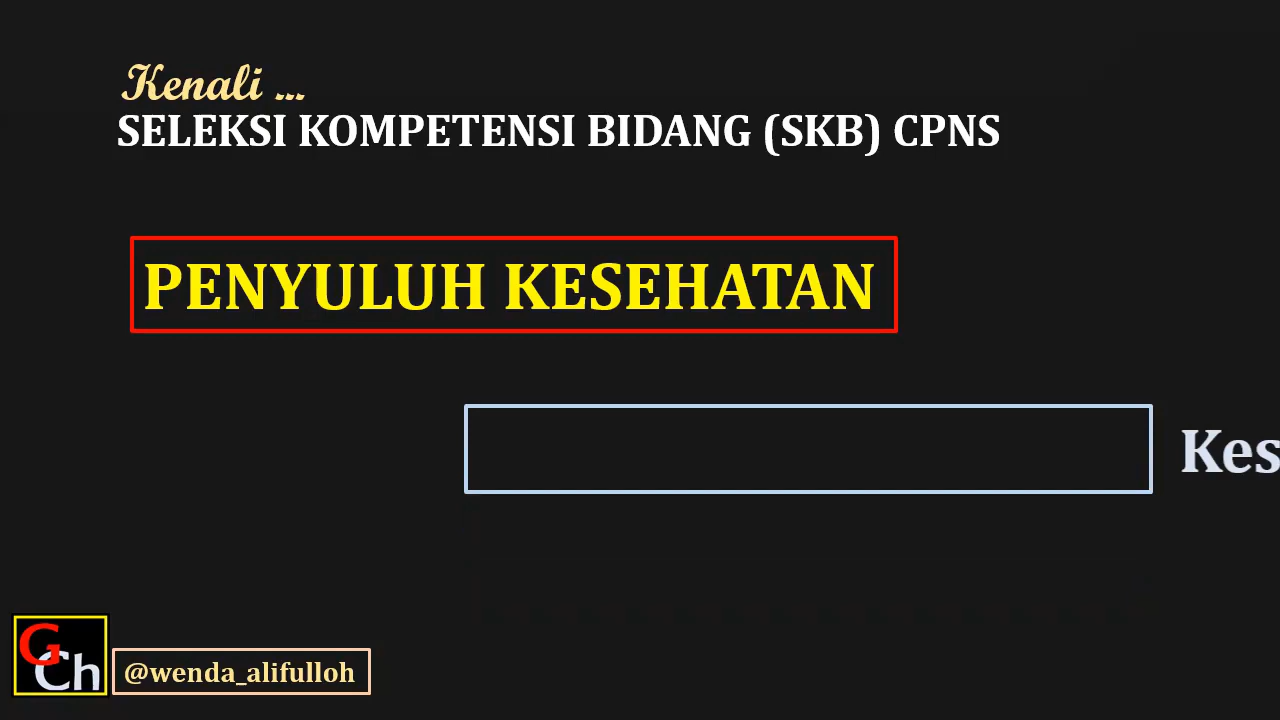 Kenali ...
SELEKSI KOMPETENSI BIDANG (SKB) CPNS
PENYULUH KESEHATAN
Kes
GCh
@wenda_alifulloh